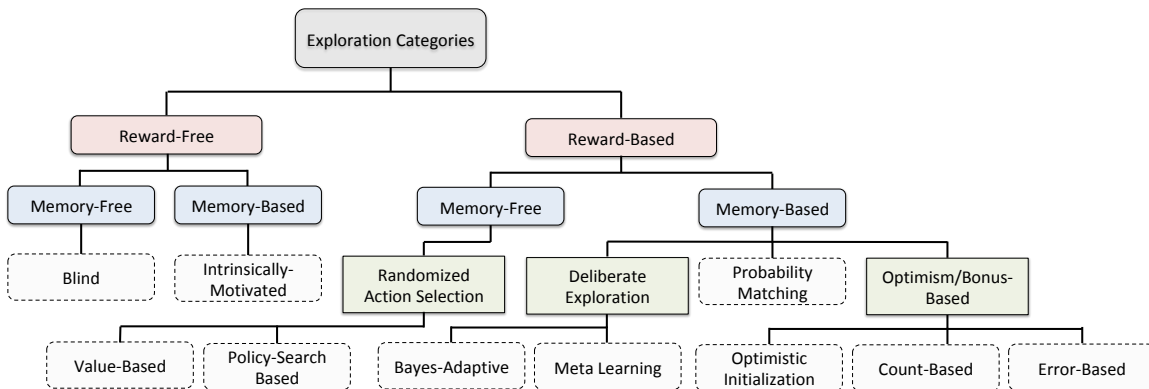 Exploration Categories
Reward-Free
Reward-Based
Memory-Free
Memory-Based
Memory-Free
Memory-Based
Blind
Intrinsically-
Motivated
Randomized
Action Selection
Deliberate
Exploration
Probability
Matching
Optimism/Bonus-
Based
Value-Based
Policy-Search
Based
Bayes-Adaptive
Meta Learning
Optimistic
Initialization
Count-Based
Error-Based